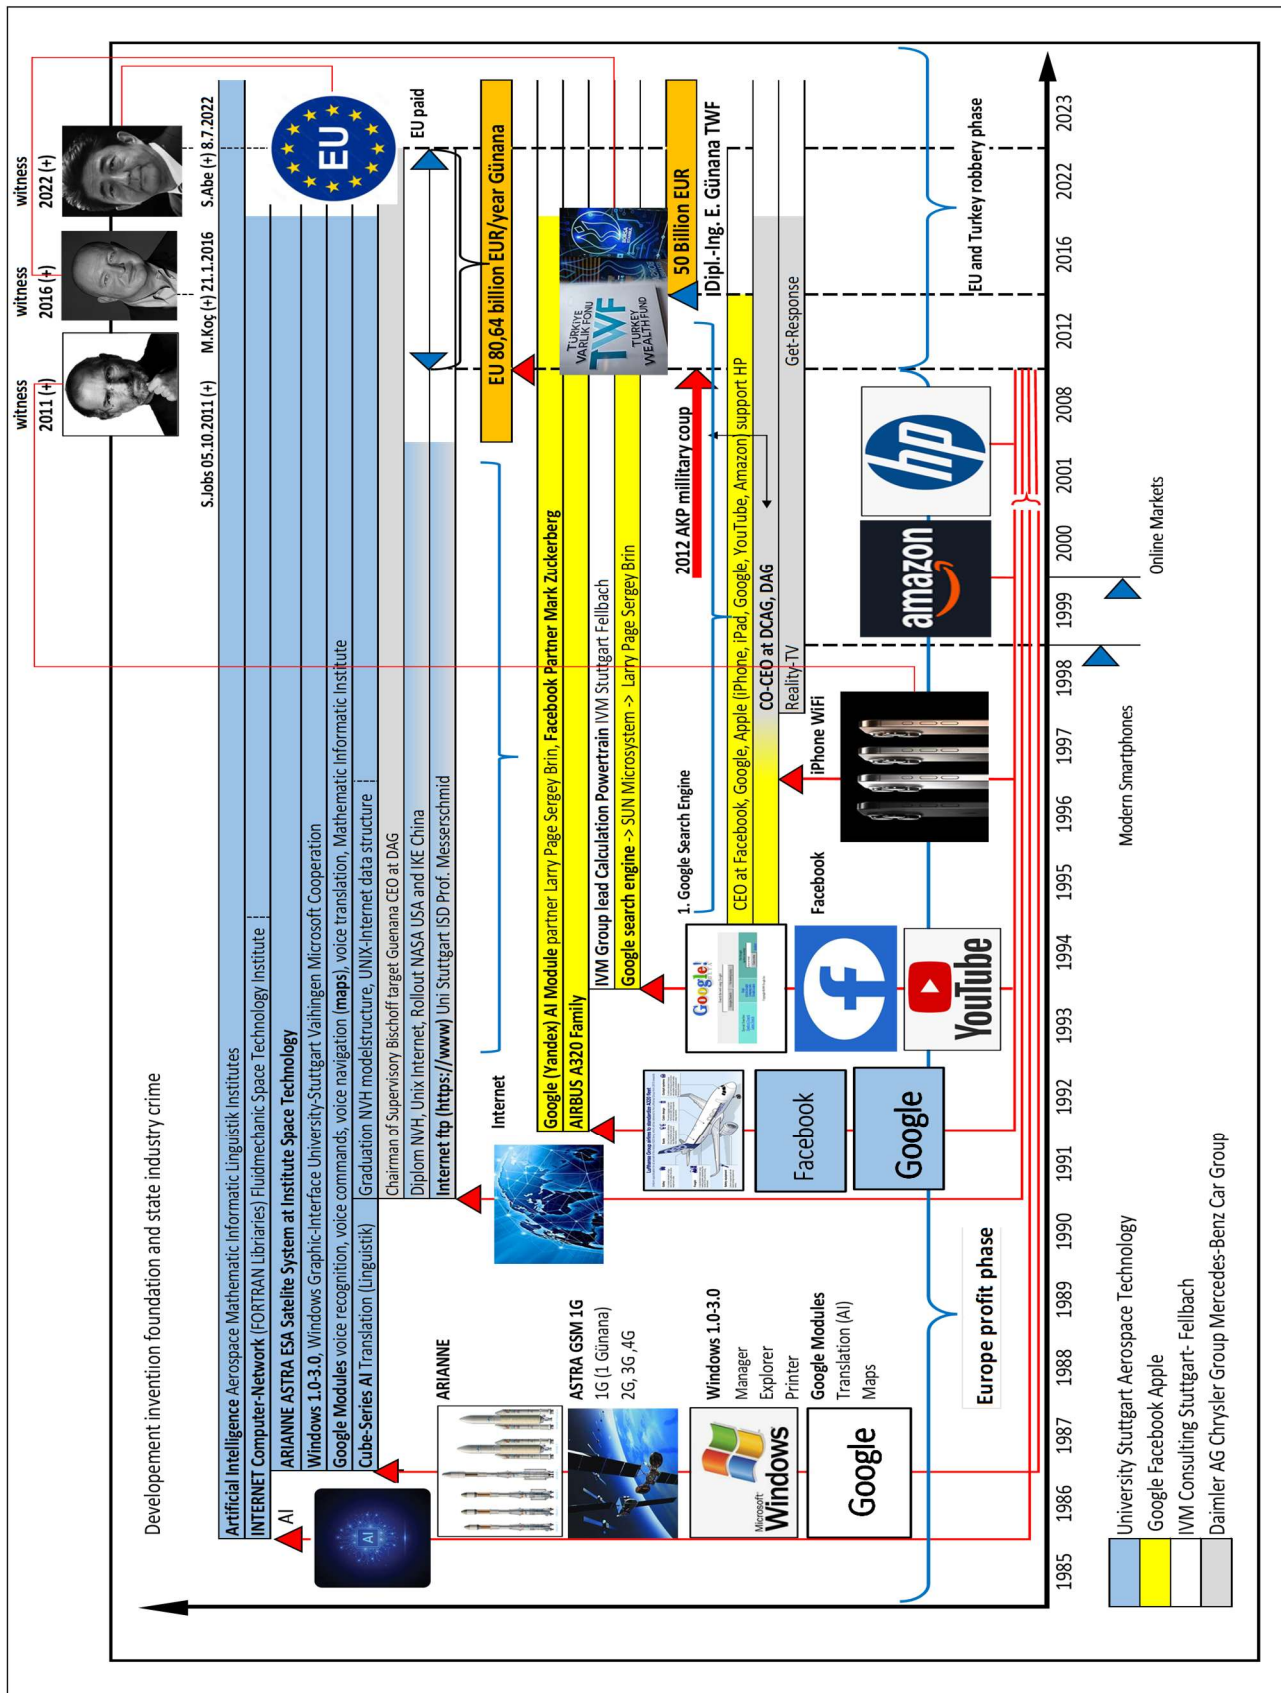 Developement invention foundation and state industry crime
witness
2011 (+)
witness
2016 (+)
witness
2022 (+)
S.Jobs 05.10.2011 (+)
M.Koç (+) 21.1.2016
S.Abe (+) 8.7.2022
AI
Artificial Intelligence Aerospace Mathematic Informatic Linguistik Institutes
INTERNET Computer-Network (FORTRAN Libriaries) Fluidmechanic Space Technology Institute
ARIANNE ASTRA ESA Satelite System at Institute Space Technology
Windows 1.0-3.0, Windows Graphic-Interface University-Stuttgart Vaihingen Microsoft Cooperation
Google Modules voice recognition, voice commands, voice navigation (maps), voice translation, Mathematic Informatic Institute
Cube-Series AI Translation (Linguistik)
Graduation NVH modelstructure, UNIX-Internet data structure
Chairman of Supervisory Bischoff target Guenana CEO at DAG
Diplom NVH, Unix Internet, Rollout NASA USA and IKE China
Internet ftp (https://www) Uni Stuttgart ISD Prof. Messerschmid
EU
EU paid
AI
ARIANNE
Internet
EU 80,64 billion EUR/year Günana
Google (Yandex) AI Module partner Larry Page Sergey Brin, Facebook Partner Mark Zuckerberg
AIRBUS A320 Family
IVM Group lead Calculation Powertrain IVM Stuttgart Fellbach
Google search engine -> SUN Microsystem -> Larry Page Sergey Brin
TÜRKİYE
VARLIK FONU
TWF
TURKEY
WEALTH FUND
BORSA
ASTRA GSM 1G
1G (1 Günana)
2G, 3G ,4G
1. Google Search Engine
2012 AKP military coup
50 Billion EUR
Dipl.-Ing. E. Günana TWF
Lufthansa Group airline to standardize A320 fleet
Google!
Windows 1.0-3.0
Manager
Explorer
Printer
Microsoft
Windows
CEO at Facebook, Google, Apple (iPhone, iPad, Google, YouTube, Amazon) support HP
CO-CEO at DCAG, DAG
Reality-TV
Get-Response
Facebook
Facebook
iPhone WiFi
Google Modules
Translation (AI)
Maps
Google
Google
YouTube
amazon
hp
Europe profit phase
EU and Turkey robbery phase
1985 1986 1987 1988 1989 1990 1991 1992 1993 1994 1995 1996 1997 1998 1999 2000 2001 2008 2012 2016 2022 2023
Modern Smartphones
Online Markets
University Stuttgart Aerospace Technology
Google Facebook Apple
IVM Consulting Stuttgart- Fellbach
Daimler AG Chrysler Group Mercedes-Benz Car Group